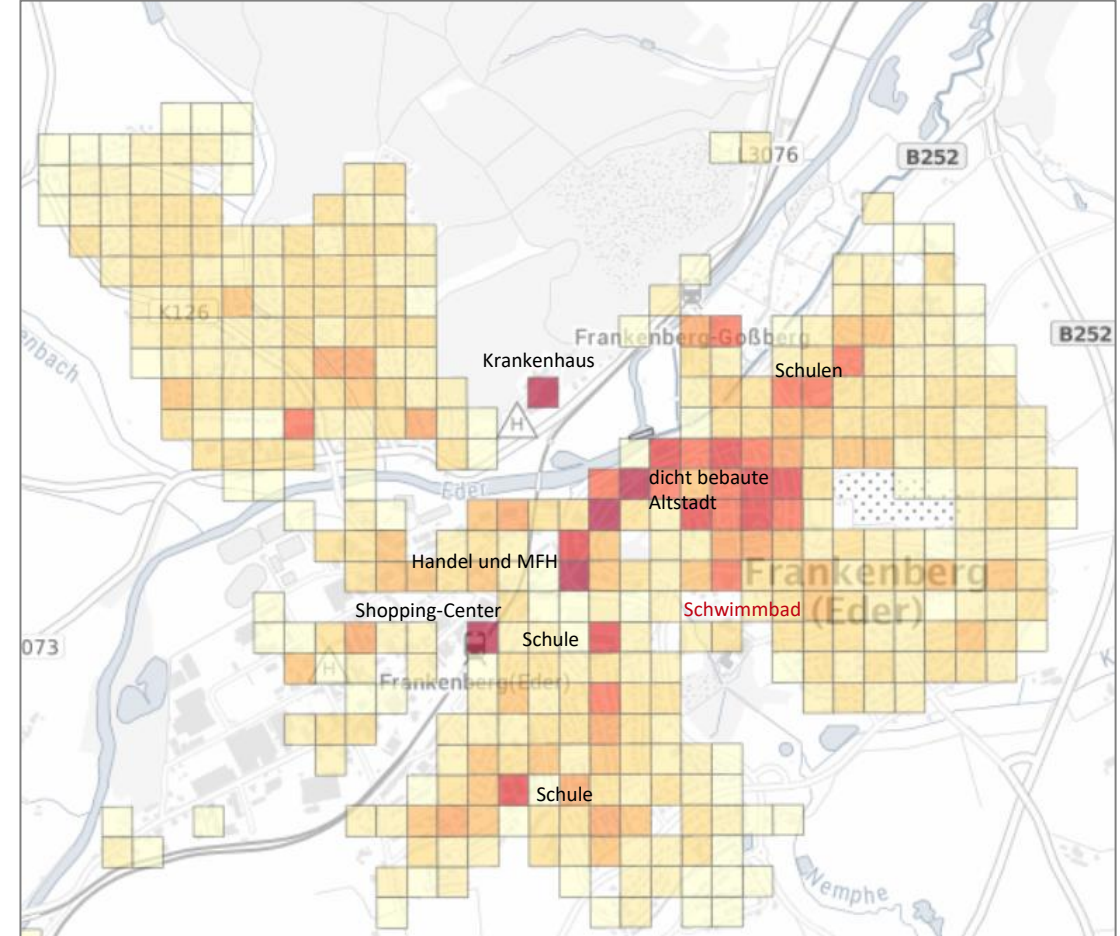 L3076
B252
K126
Frankenberg-Goßberg
B252
enbach
Krankenhaus
Schulen
H
dicht bebaute
Altstadt
Eder
Handel und MFH
Frankenberg
(Eder)
Shopping-Center
Schwimmbad
073
Schule
H
Frankenberg(Eder)
K
Schule
Nemphe